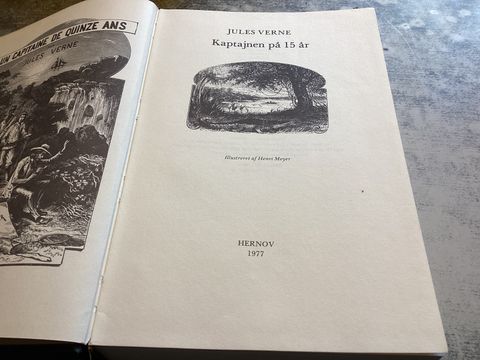 UN CAPITAINE DE QUINZE ANS
JULES VERNE
JULES VERNE
Kaptajnen på 15 år
Illustreret af Henri Meyer
HERNOV
1977